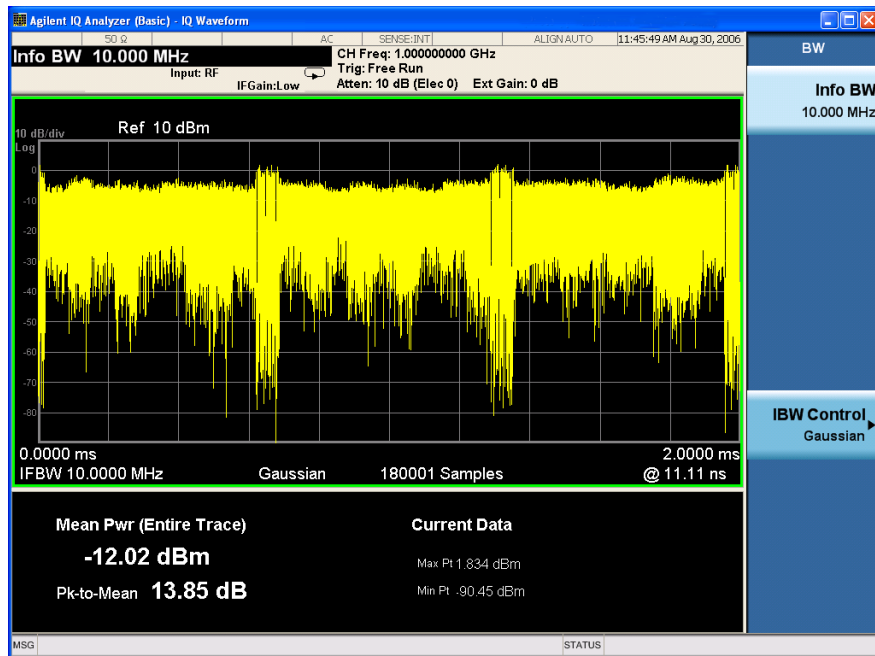 Agilent IQ Analyzer (Basic) - IQ Waveform
50 Ω AC SENSE:INT ALIGN AUTO 11:45:49 AM Aug 30, 2006
BW
Info BW 10.000 MHz
Input: RF
IFGain:Low
CH Freq: 1.000000000 GHz
Trig: Free Run
Atten: 10 dB (Elec 0) Ext Gain: 0 dB
Info BW
10.000 MHz
10 dB/div
Log
Ref 10 dBm
0
-10
-20
-30
-40
-50
-60
-70
-80
IBW Control
Gaussian
0.0000 ms 2.0000 ms
IFBW 10.0000 MHz Gaussian 180001 Samples @ 11.11 ns
Mean Pwr (Entire Trace)
-12.02 dBm
Pk-to-Mean 13.85 dB
Current Data
Max Pt 1.834 dBm
Min Pt -90.45 dBm
MSG STATUS